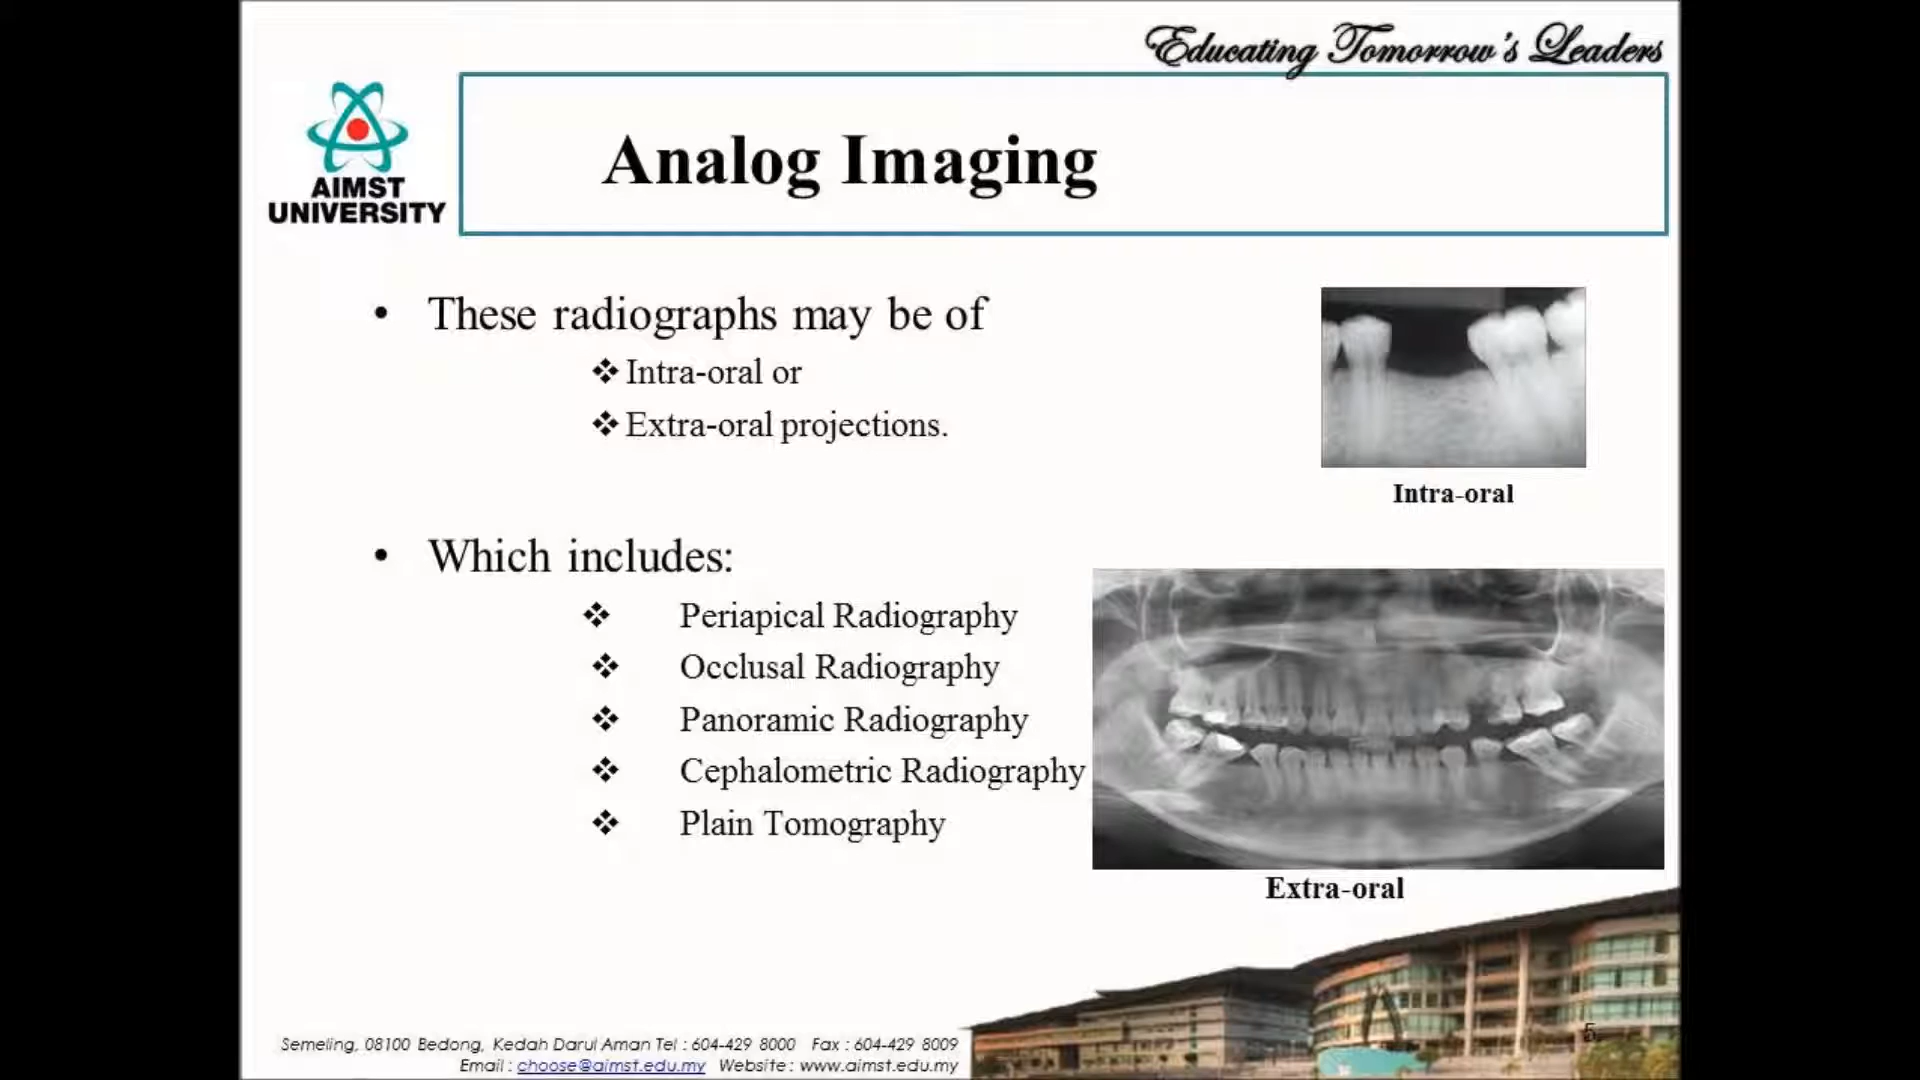 Educating Tomorrow's Leaders
AIMST
UNIVERSITY
Analog Imaging
• These radiographs may be of
❖ Intra-oral or
❖ Extra-oral projections.
Intra-oral
• Which includes:
❖ Periapical Radiography
❖ Occlusal Radiography
❖ Panoramic Radiography
❖ Cephalometric Radiography
❖ Plain Tomography
Extra-oral
Semeling, 08100 Bedong, Kedah Darul Aman Tel : 604-429 8000 Fax : 604-429 8009
Email : choose@aimst.edu.my Website : www.aimst.edu.my
5